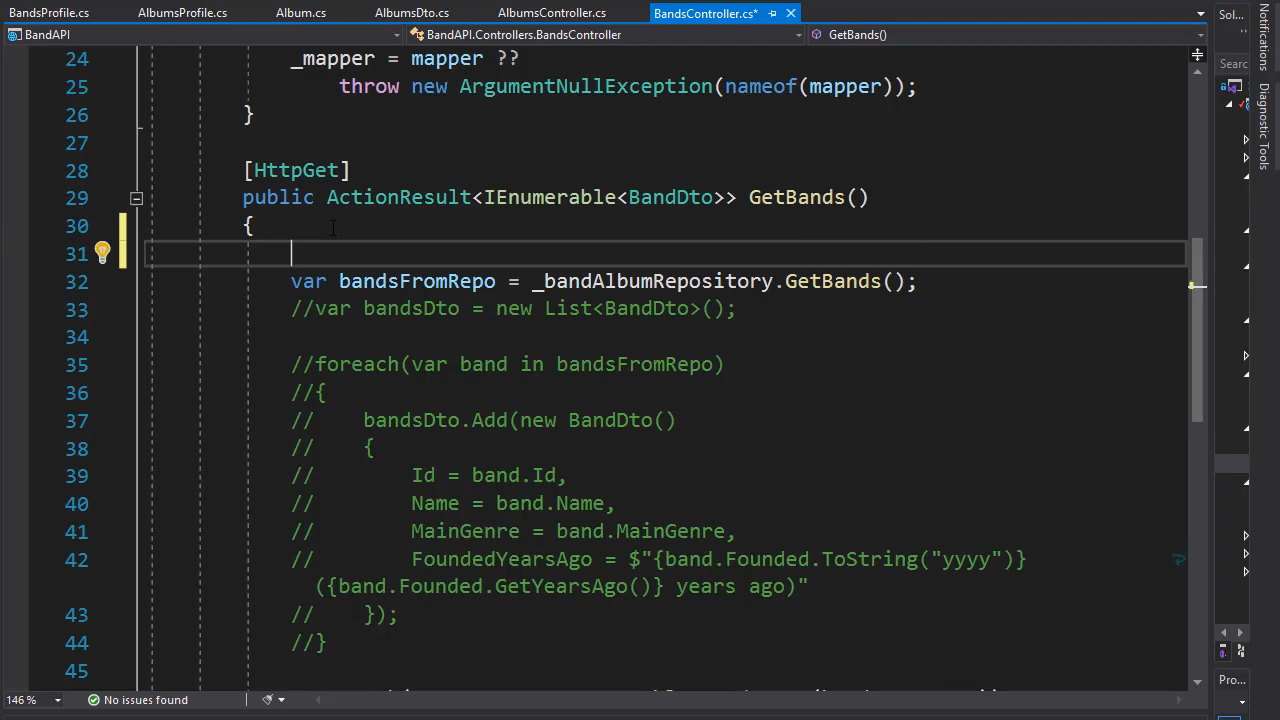 BandsProfile.cs AlbumsProfile.cs Album.cs AlbumsDto.cs AlbumsController.cs BandsController.cs* Sol...
BandAPI BandAPI.Controllers.BandsController GetBands()
Searc
Notifications
Diagnostic Tools
24 _mapper = mapper ??
25 throw new ArgumentNullException(nameof(mapper));
26 }
27
28 [HttpGet]
29 public ActionResult<IEnumerable<BandDto>> GetBands()
30 {
31
32 var bandsFromRepo = _bandAlbumRepository.GetBands();
33 //var bandsDto = new List<BandDto>();
34
35 //foreach(var band in bandsFromRepo)
36 //{
37 // bandsDto.Add(new BandDto()
38 // {
39 // Id = band.Id,
40 // Name = band.Name,
41 // MainGenre = band.MainGenre,
42 // FoundedYearsAgo = $"{band.Founded.ToString("yyyy")}
({band.Founded.GetYearsAgo()} years ago)"
43 // });
44 //}
45
146 % No issues found Pro...